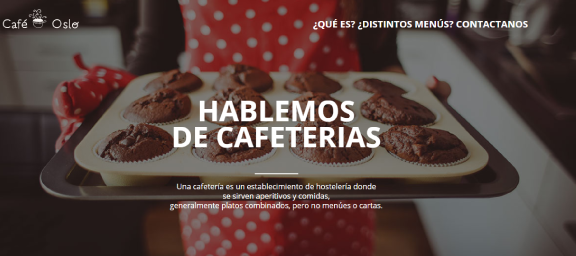 Café Oslo
¿QUÉ ES? ¿DISTINTOS MENÚS? CONTACTANOS
HABLEMOS
DE CAFETERIAS
Una cafetería es un establecimiento de hostelería donde
se sirven aperitivos y comidas,
generalmente platos combinados, pero no menúes o cartas.